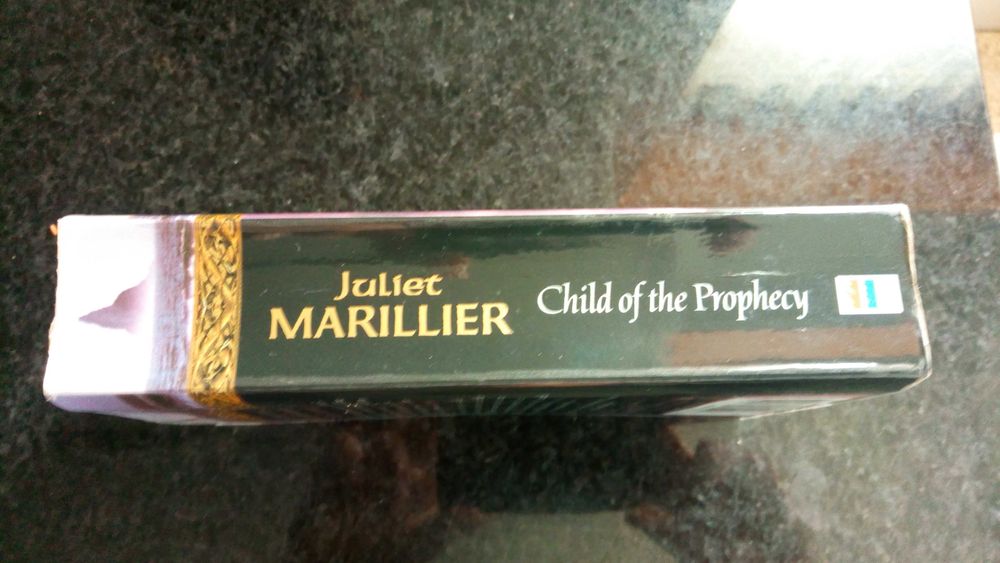 Juliet
MARILLIER
Child of the Prophecy